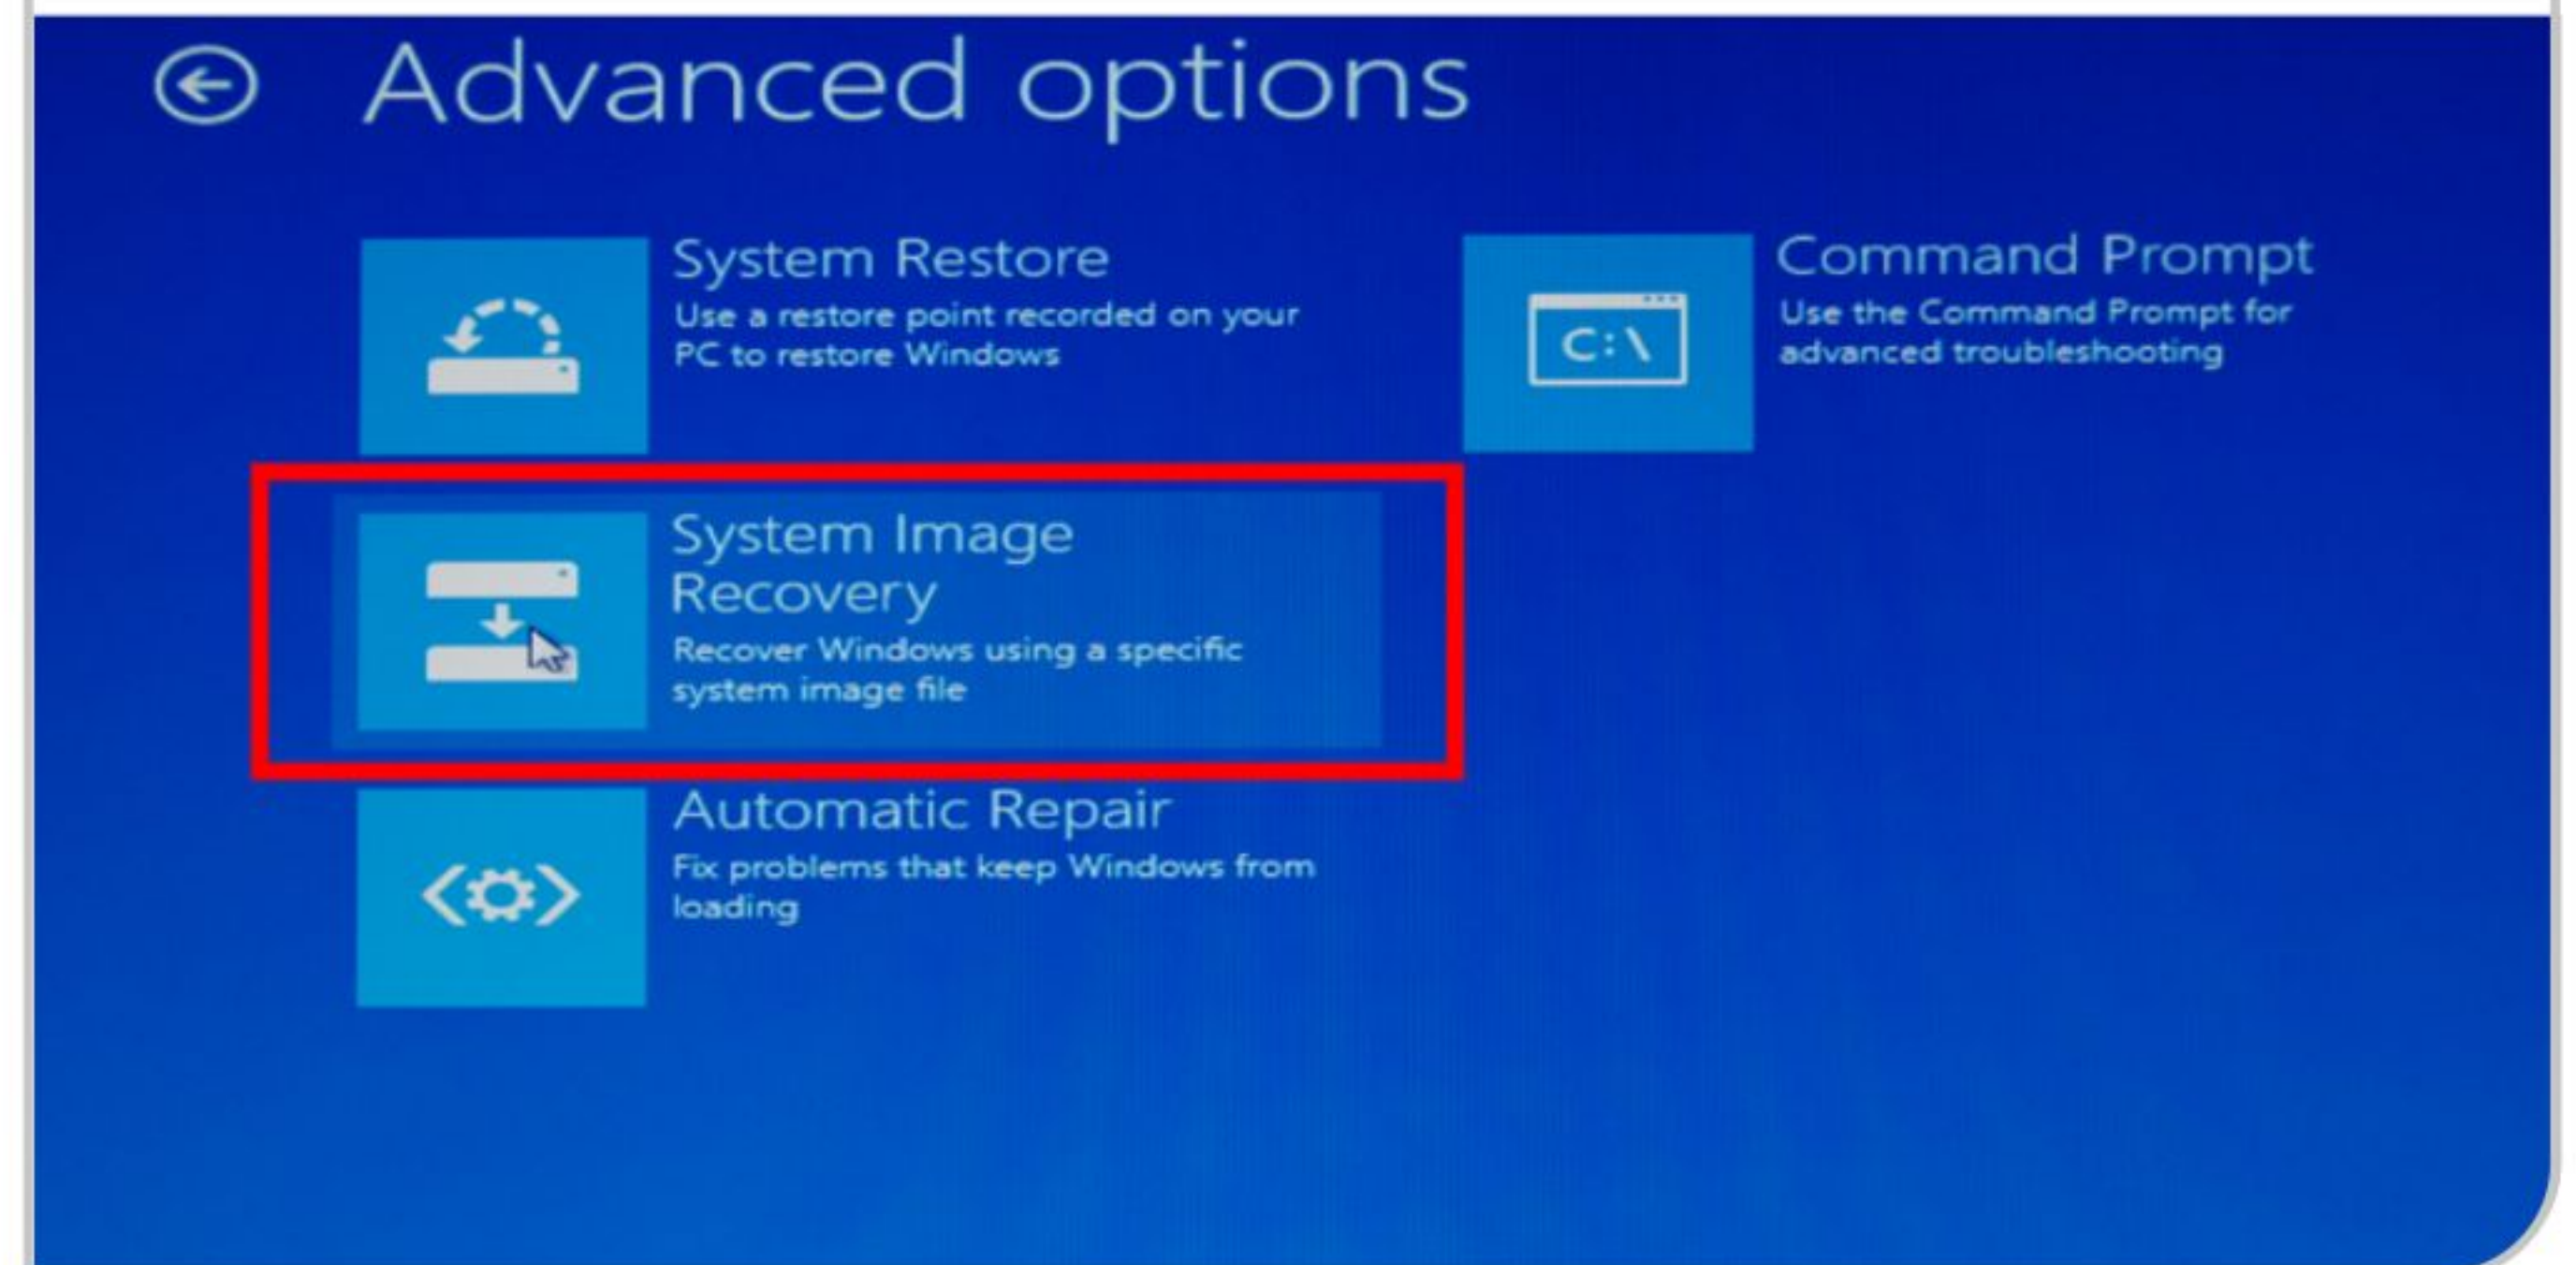 Advanced options
System Restore
Use a restore point recorded on your
PC to restore Windows
Command Prompt
Use the Command Prompt for
advanced troubleshooting
C:\
System Image
Recovery
Recover Windows using a specific
system image file
Automatic Repair
Fix problems that keep Windows from
loading